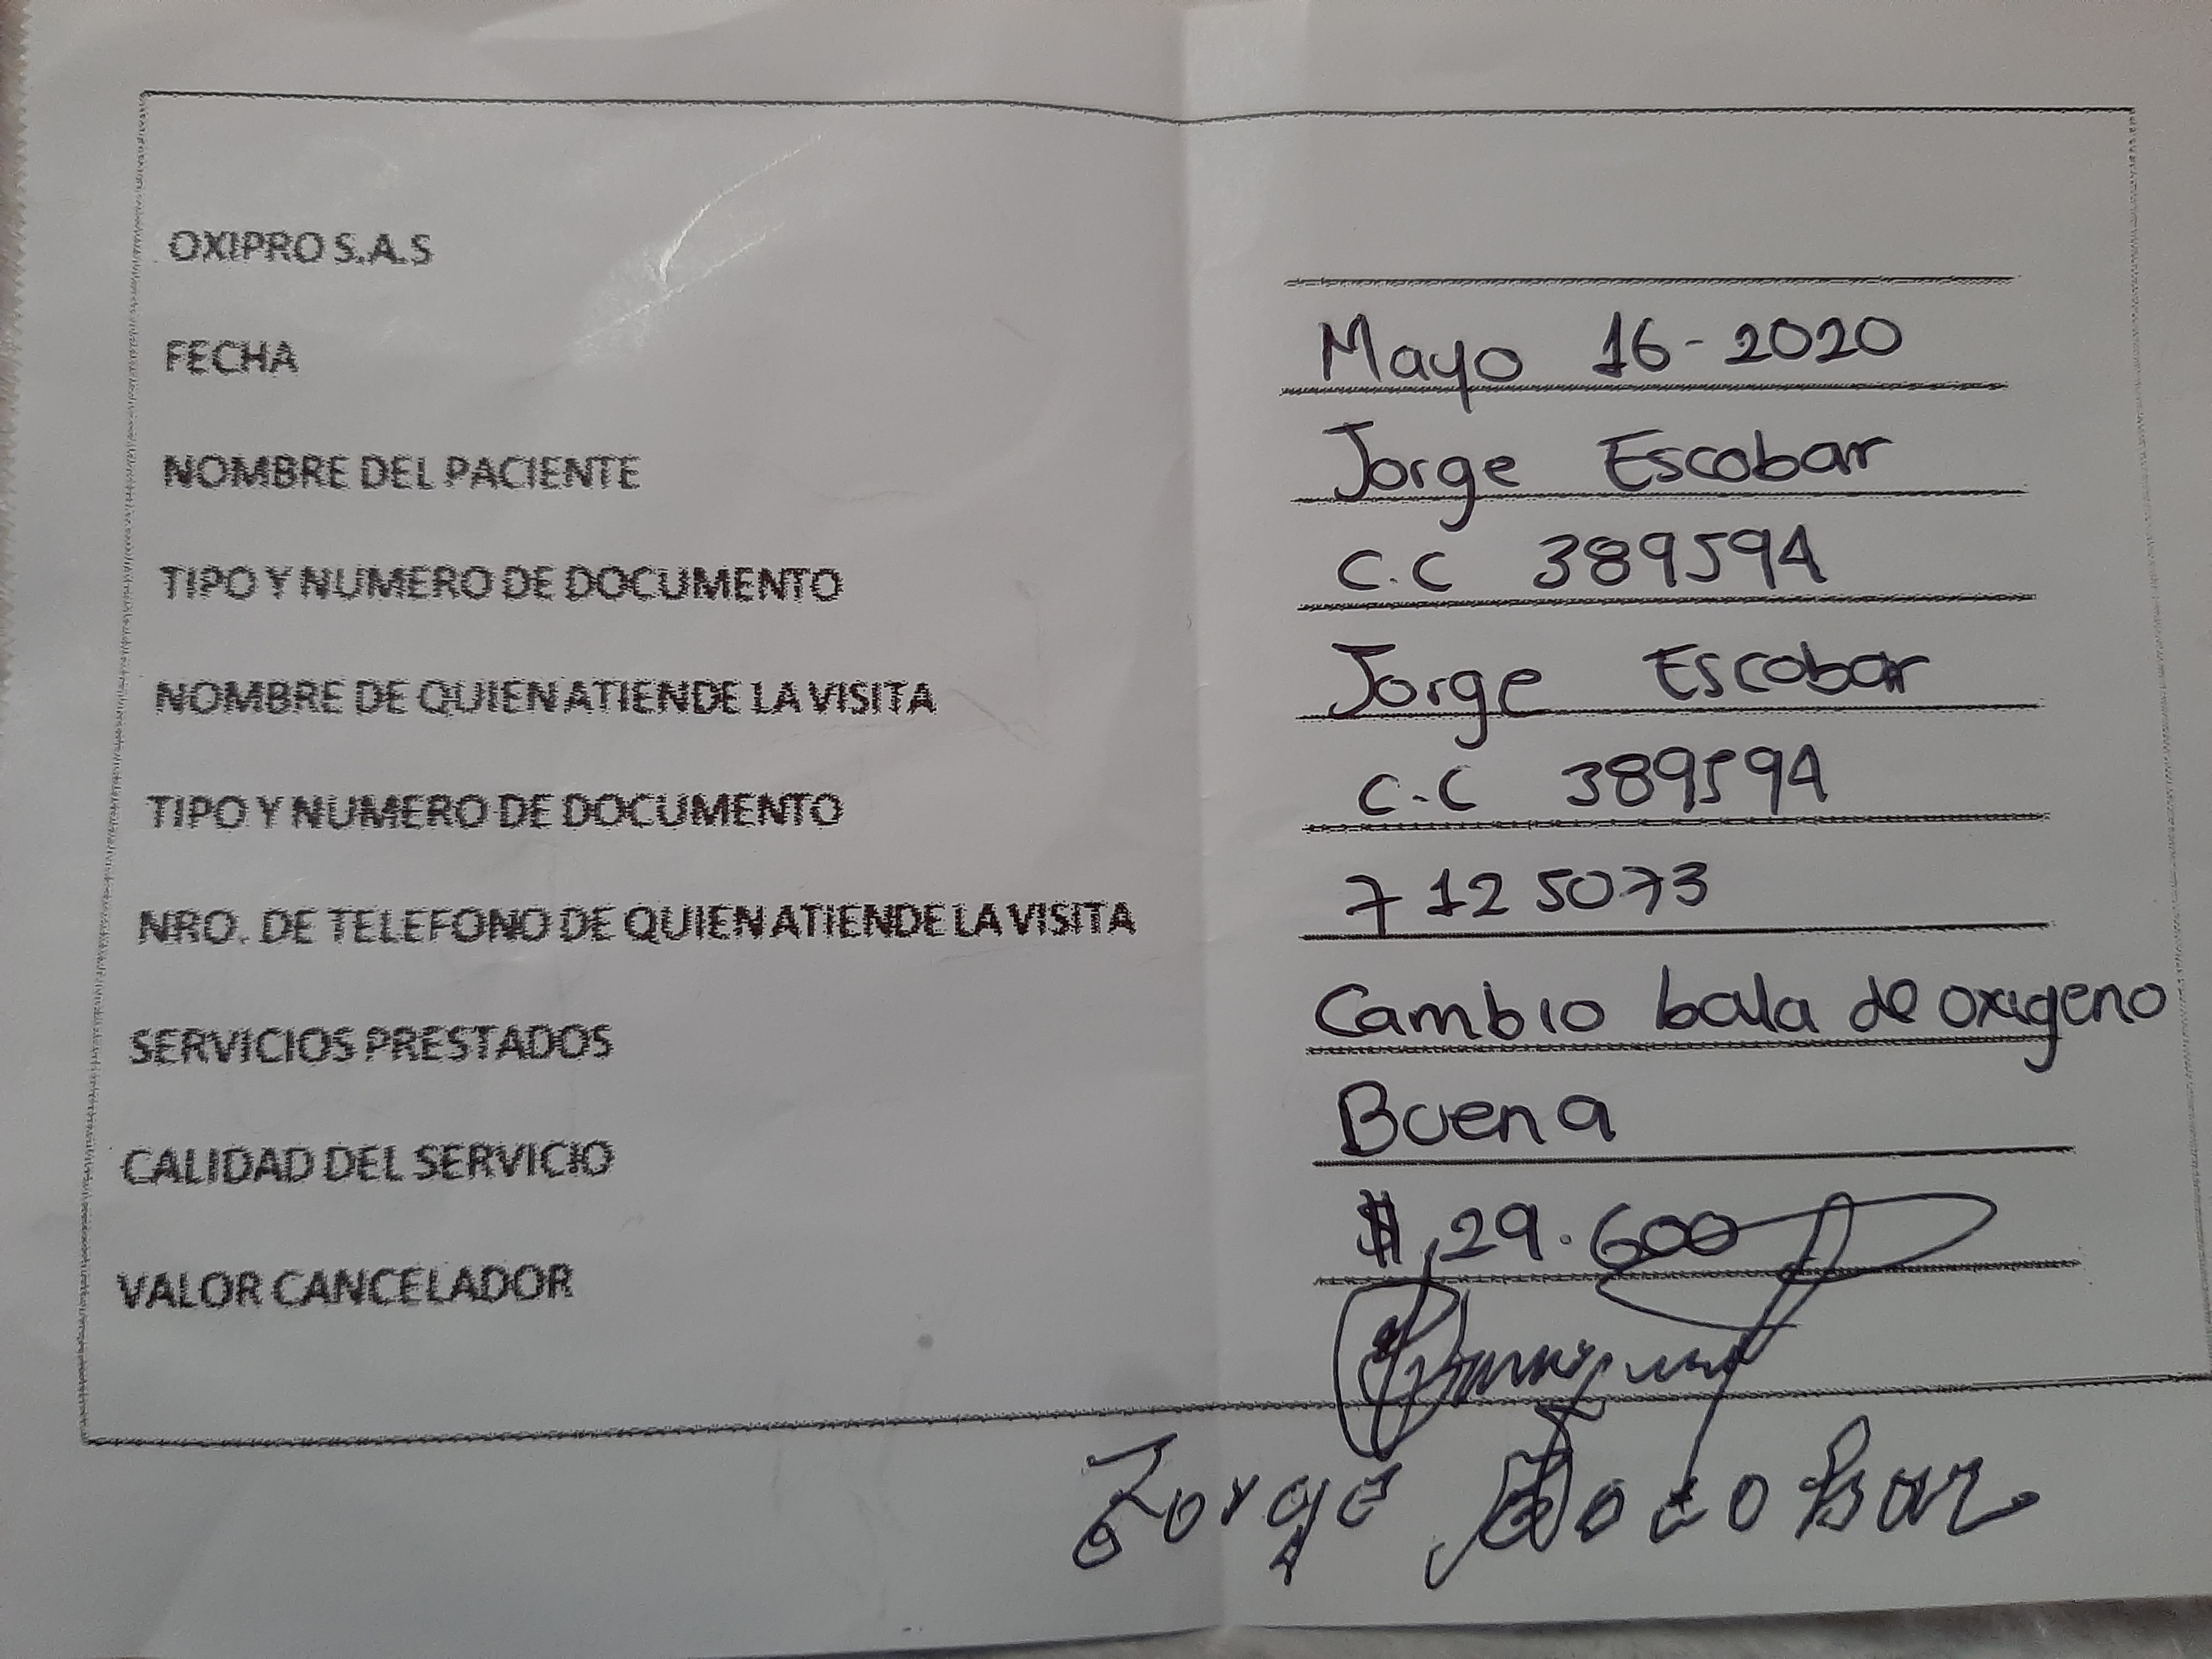 OXIPRO S.A.S
FECHA Mayo 16-2020
NOMBRE DEL PACIENTE Jorge Escobar
TIPO Y NUMERO DE DOCUMENTO C.C 389594
NOMBRE DE QUIEN ATIENDE LA VISITA Jorge Escobar
TIPO Y NUMERO DE DOCUMENTO C.C 389594
NRO. DE TELEFONO DE QUIEN ATIENDE LA VISITA 7125073
SERVICIOS PRESTADOS Cambio bala de oxigeno
CALIDAD DEL SERVICIO Buena
VALOR CANCELADOR $ 29.600
Jorge Escobar